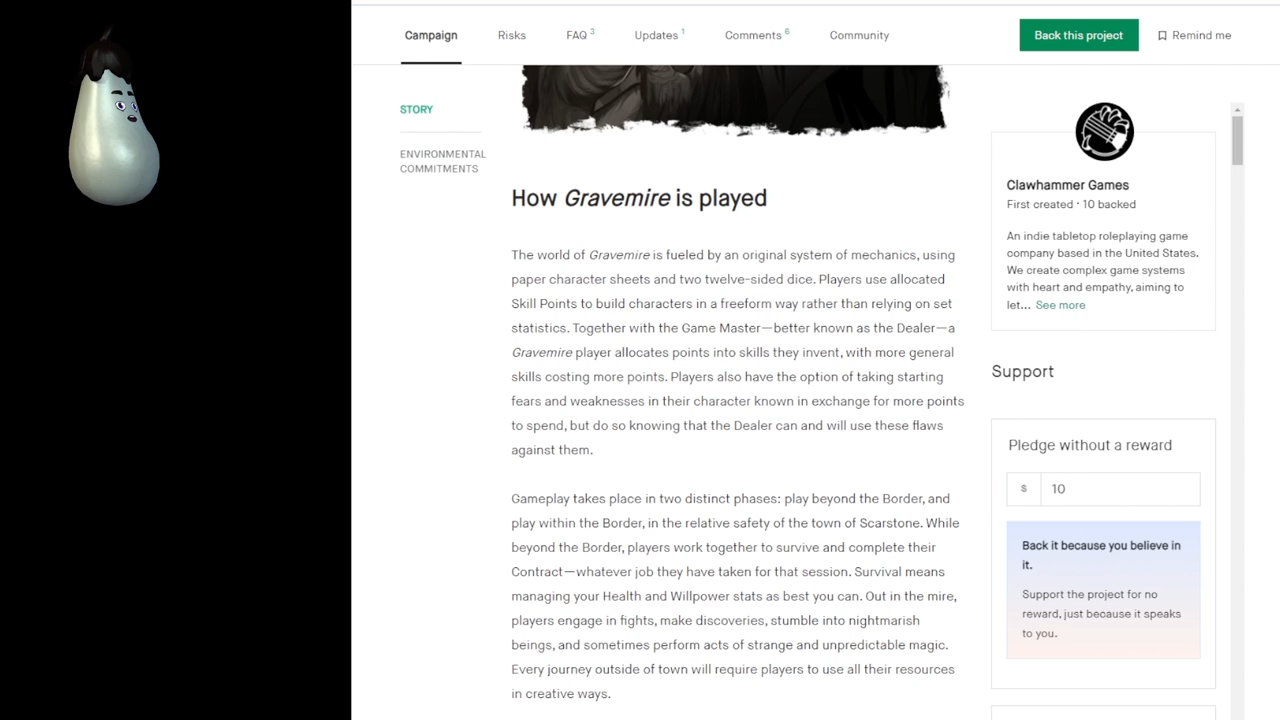 Campaign
Risks
FAQ 3
Updates 1
Comments 6
Community
Back this project
Remind me
STORY
ENVIRONMENTAL
COMMITMENTS
How Gravemire is played
The world of Gravemire is fueled by an original system of mechanics, using
paper character sheets and two twelve-sided dice. Players use allocated
Skill Points to build characters in a freeform way rather than relying on set
statistics. Together with the Game Master—better known as the Dealer—a
Gravemire player allocates points into skills they invent, with more general
skills costing more points. Players also have the option of taking starting
fears and weaknesses in their character known in exchange for more points
to spend, but do so knowing that the Dealer can and will use these flaws
against them.
Gameplay takes place in two distinct phases: play beyond the Border, and
play within the Border, in the relative safety of the town of Scarstone. While
beyond the Border, players work together to survive and complete their
Contract—whatever job they have taken for that session. Survival means
managing your Health and Willpower stats as best you can. Out in the mire,
players engage in fights, make discoveries, stumble into nightmarish
beings, and sometimes perform acts of strange and unpredictable magic.
Every journey outside of town will require players to use all their resources
in creative ways.
Clawhammer Games
First created · 10 backed
An indie tabletop roleplaying game
company based in the United States.
We create complex game systems
with heart and empathy, aiming to
let... See more
Support
Pledge without a reward
$ 10
Back it because you believe in
it.
Support the project for no
reward, just because it speaks
to you.